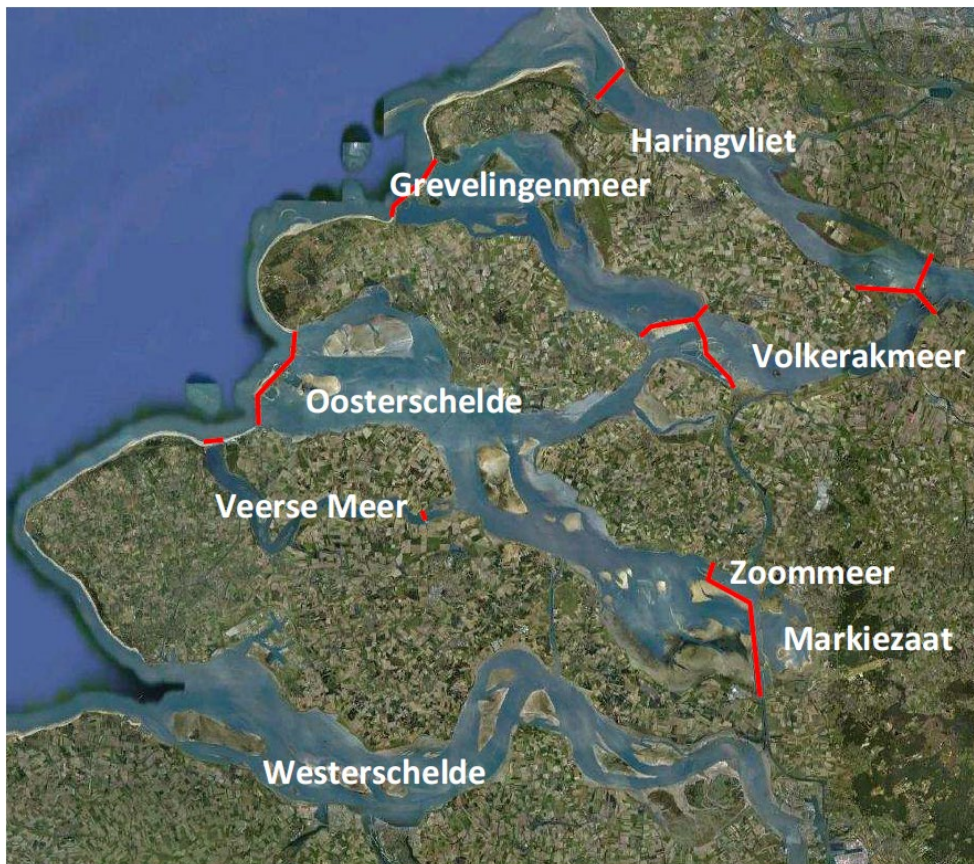 Haringvliet
Grevelingenmeer
Volkerakmeer
Oosterschelde
Veerse Meer
Zoommeer
Markiezaat
Westerschelde